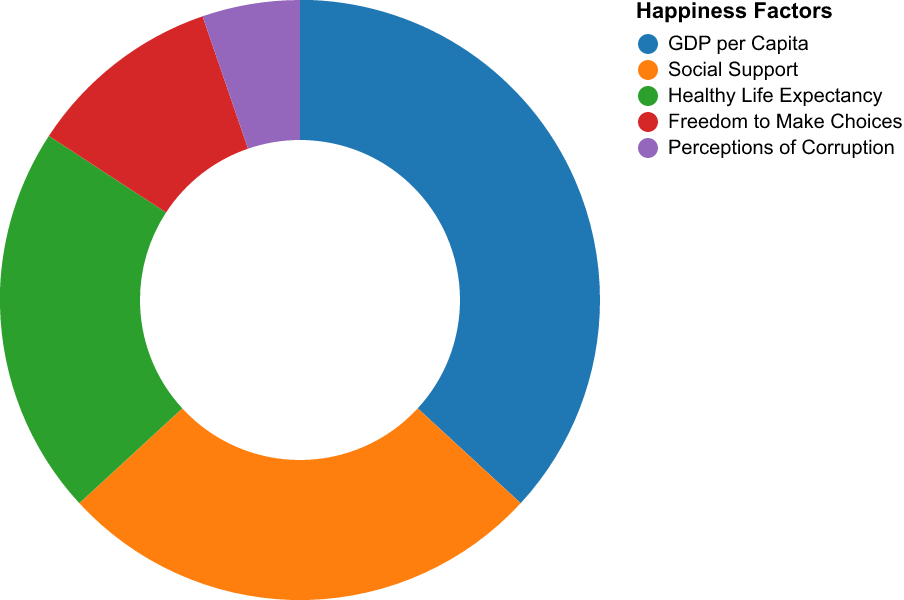 Happiness Factors
GDP per Capita
Social Support
Healthy Life Expectancy
Freedom to Make Choices
Perceptions of Corruption